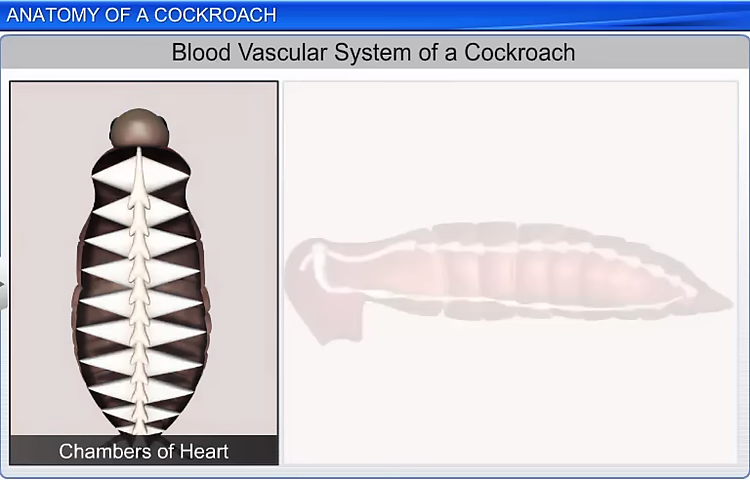 ANATOMY OF A COCKROACH
Blood Vascular System of a Cockroach
Chambers of Heart